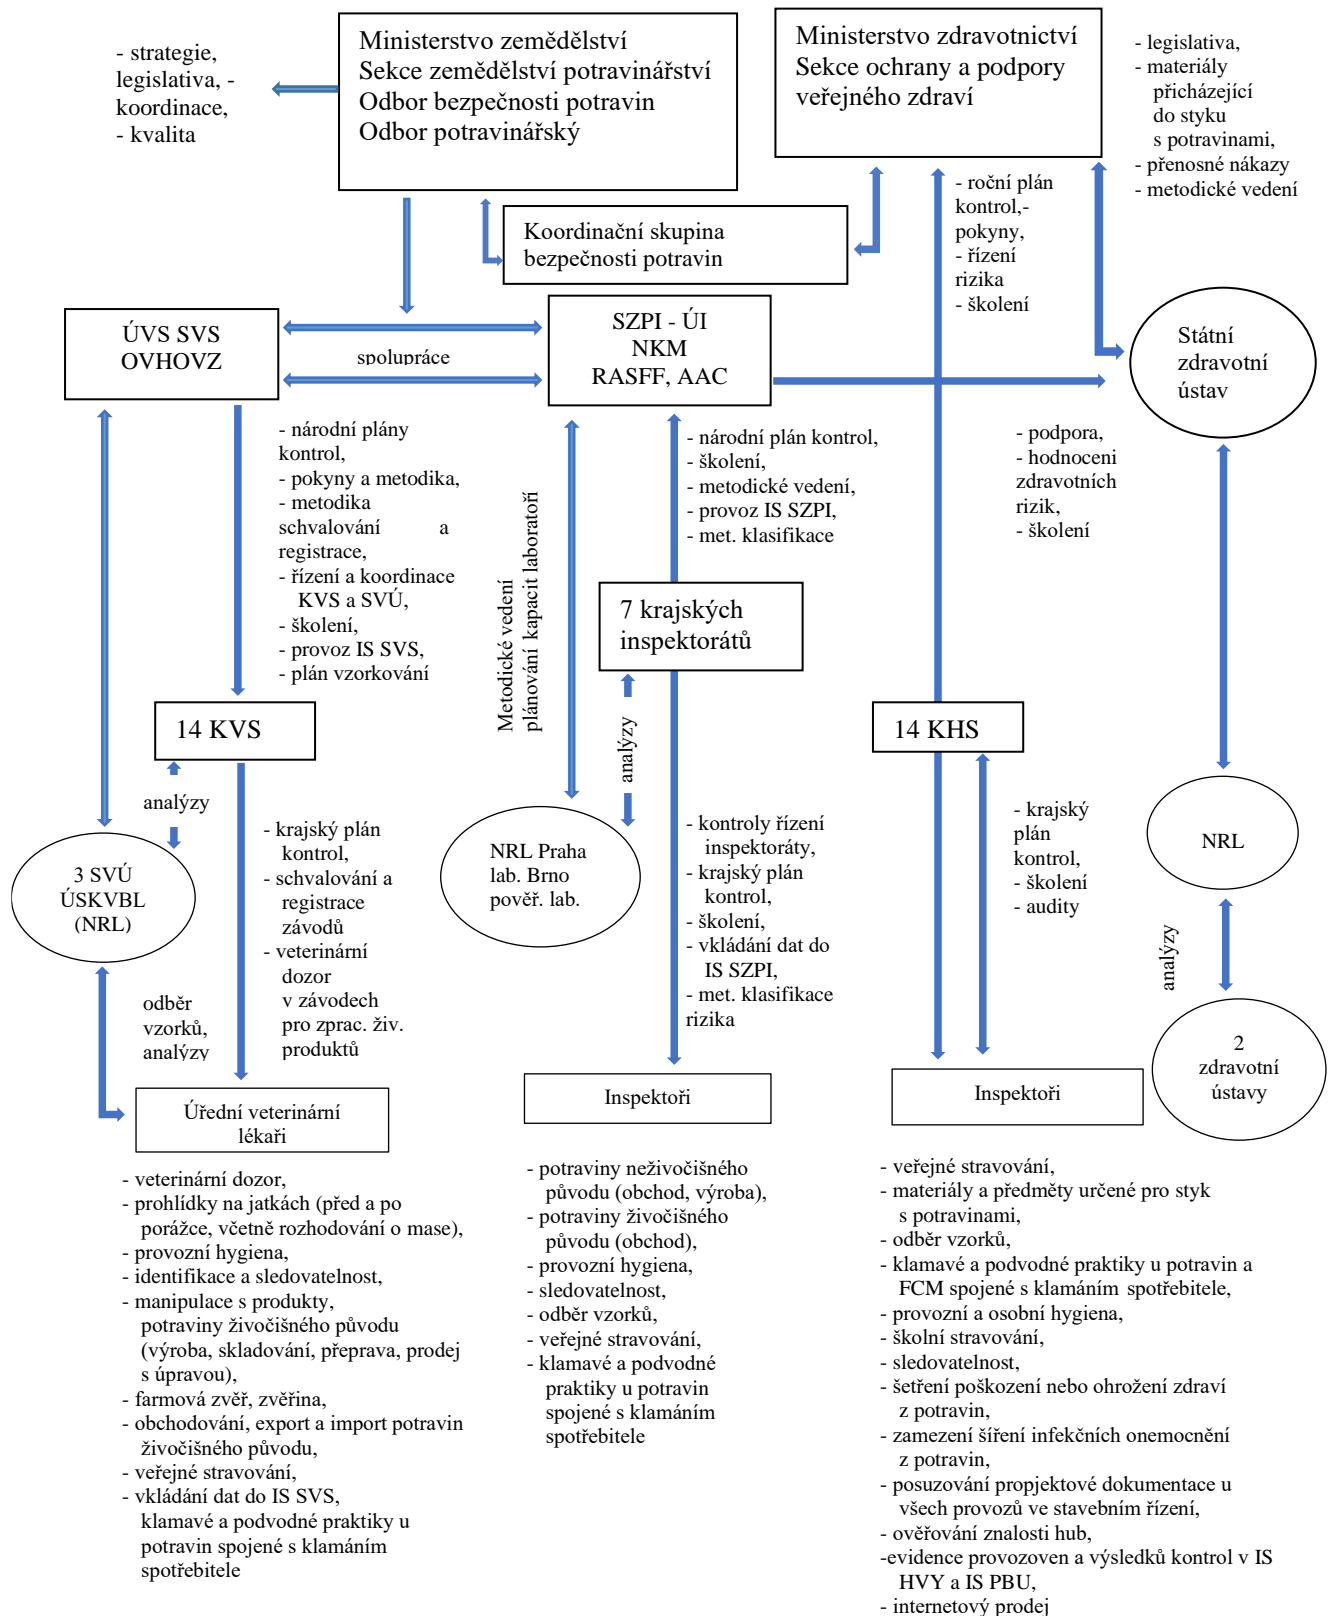 - strategie,
legislativa, -
koordinace,
- kvalita
Ministerstvo zemědělství
Sekce zemědělství potravinářství
Odbor bezpečnosti potravin
Odbor potravinářský
Ministerstvo zdravotnictví
Sekce ochrany a podpory
veřejného zdraví
- legislativa,
- materiály
přicházející
do styku
s potravinami,
- přenosné nákazy
- metodické vedení
Koordinační skupina
bezpečnosti potravin
- roční plán
kontrol,-
pokyny,
- řízení
rizika
- školení
ÚVS SVS
OVHOVZ
spolupráce
SZPI - ÚI
NKM
RASFF, AAC
Státní
zdravotní
ústav
- národní plány
kontrol,
- pokyny a metodika,
- metodika
schvalování a
registrace,
- řízení a koordinace
KVS a SVÚ,
- školení,
- provoz IS SVS,
- plán vzorkování
Metodické vedení
plánování kapacit laboratoří
- národní plán kontrol,
- školení,
- metodické vedení,
- provoz IS SZPI,
- met. klasifikace
- podpora,
- hodnoceni
zdravotních
rizik,
- školení
7 krajských
inspektorátů
14 KVS
analýzy
analýzy
14 KHS
3 SVÚ
ÚSKVBL
(NRL)
- krajský plán
kontrol,
- schvalování a
registrace
závodů
- veterinární
dozor
v závodech
pro zprac. živ.
produktů
NRL Praha
lab. Brno
pověř. lab.
- kontroly řízení
inspektoráty,
- krajský plán
kontrol,
- školení,
- vkládání dat do
IS SZPI,
- met. klasifikace
rizika
- krajský
plán
kontrol,
- školení
- audity
NRL
analýzy
odběr
vzorků,
analýzy
2
zdravotní
ústavy
Úřední veterinární
lékaři
Inspektoři
Inspektoři
- veterinární dozor,
- prohlídky na jatkách (před a po
porážce, včetně rozhodování o mase),
- provozní hygiena,
- identifikace a sledovatelnost,
- manipulace s produkty,
potraviny živočišného původu
(výroba, skladování, přeprava, prodej
s úpravou),
- farmová zvěř, zvěřina,
- obchodování, export a import potravin
živočišného původu,
- veřejné stravování,
- vkládání dat do IS SVS,
klamavé a podvodné praktiky u
potravin spojené s klamáním
spotřebitele
- potraviny neživočišného
původu (obchod, výroba),
- potraviny živočišného
původu (obchod),
- provozní hygiena,
- sledovatelnost,
- odběr vzorků,
- veřejné stravování,
- klamavé a podvodné
praktiky u potravin
spojené s klamáním
spotřebitele
- veřejné stravování,
- materiály a předměty určené pro styk
s potravinami,
- odběr vzorků,
- klamavé a podvodné praktiky u potravin a
FCM spojené s klamáním spotřebitele,
- provozní a osobní hygiena,
- školní stravování,
- sledovatelnost,
- šetření poškození nebo ohrožení zdraví
z potravin,
- zamezení šíření infekčních onemocnění
z potravin,
- posuzování propjektové dokumentace u
všech provozů ve stavebním řízení,
- ověřování znalosti hub,
-evidence provozoven a výsledků kontrol v IS
HVY a IS PBU,
- internetový prodej